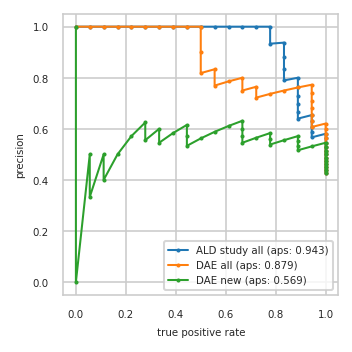 1.0
0.8
0.6
0.4
0.2
0.0
precision
ALD study all (aps: 0.943)
DAE all (aps: 0.879)
DAE new (aps: 0.569)
0.0 0.2 0.4 0.6 0.8 1.0
true positive rate